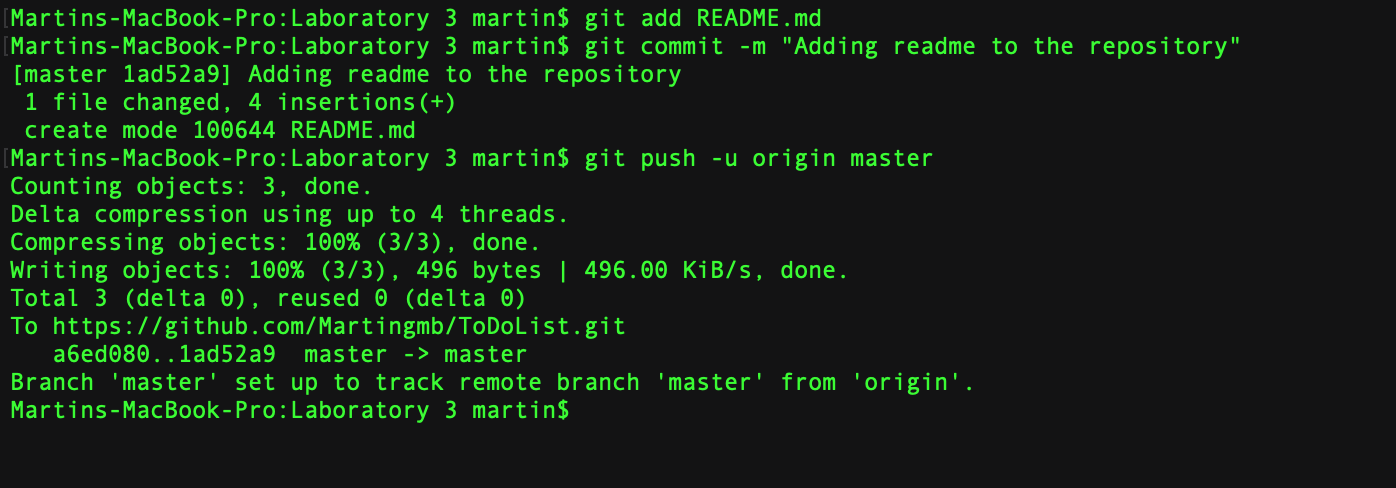 Martins-MacBook-Pro:Laboratory 3 martin$ git add README.md
Martins-MacBook-Pro:Laboratory 3 martin$ git commit -m "Adding readme to the repository"
[master 1ad52a9] Adding readme to the repository
 1 file changed, 4 insertions(+)
 create mode 100644 README.md
Martins-MacBook-Pro:Laboratory 3 martin$ git push -u origin master
Counting objects: 3, done.
Delta compression using up to 4 threads.
Compressing objects: 100% (3/3), done.
Writing objects: 100% (3/3), 496 bytes | 496.00 KiB/s, done.
Total 3 (delta 0), reused 0 (delta 0)
To https://github.com/Martingmb/ToDoList.git
   a6ed080..1ad52a9  master -> master
Branch 'master' set up to track remote branch 'master' from 'origin'.
Martins-MacBook-Pro:Laboratory 3 martin$